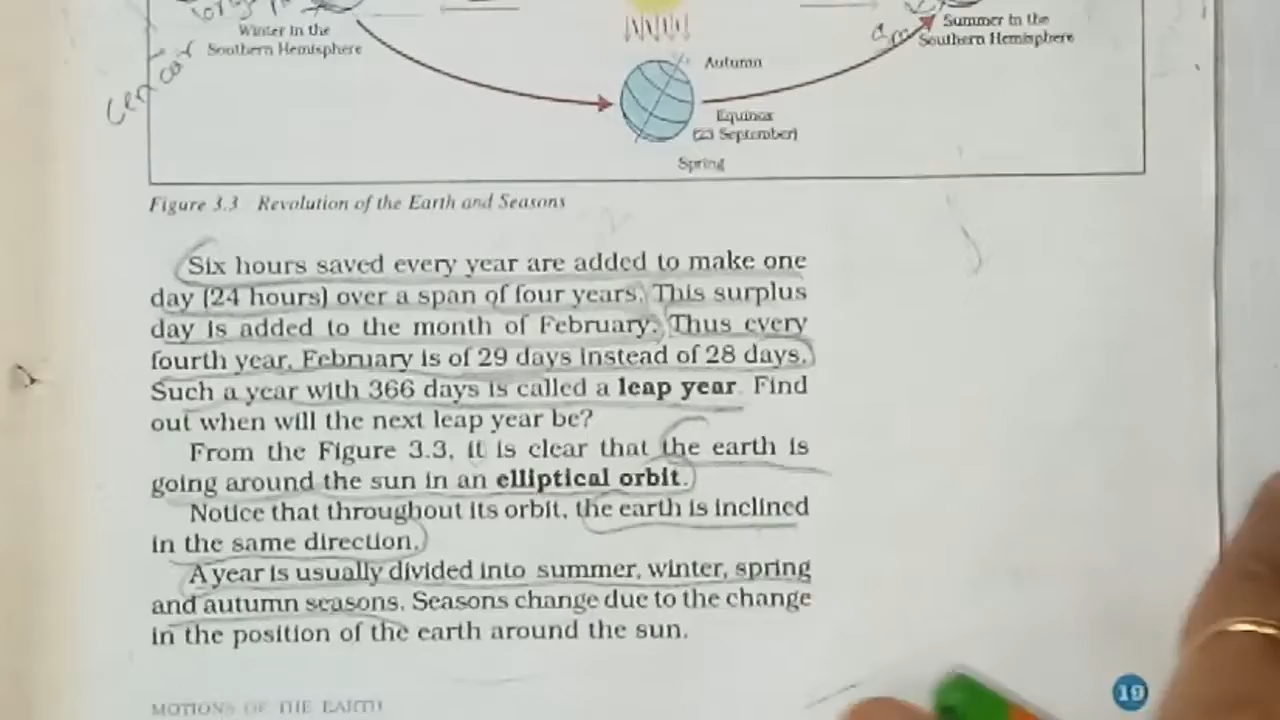 Winter in the
Southern Hemisphere
Summer in the
Southern Hemisphere
Autumn
Equinox
(23 September)
Spring
Figure 3.3 Revolution of the Earth and Seasons
Six hours saved every year are added to make one
day (24 hours) over a span of four years. This surplus
day is added to the month of February. Thus every
fourth year, February is of 29 days instead of 28 days.
Such a year with 366 days is called a leap year. Find
out when will the next leap year be?
From the Figure 3.3, it is clear that the earth is
going around the sun in an elliptical orbit.
Notice that throughout its orbit, the earth is inclined
in the same direction.
A year is usually divided into summer, winter, spring
and autumn seasons. Seasons change due to the change
in the position of the earth around the sun.
MOTIONS OF THE EARTH
19